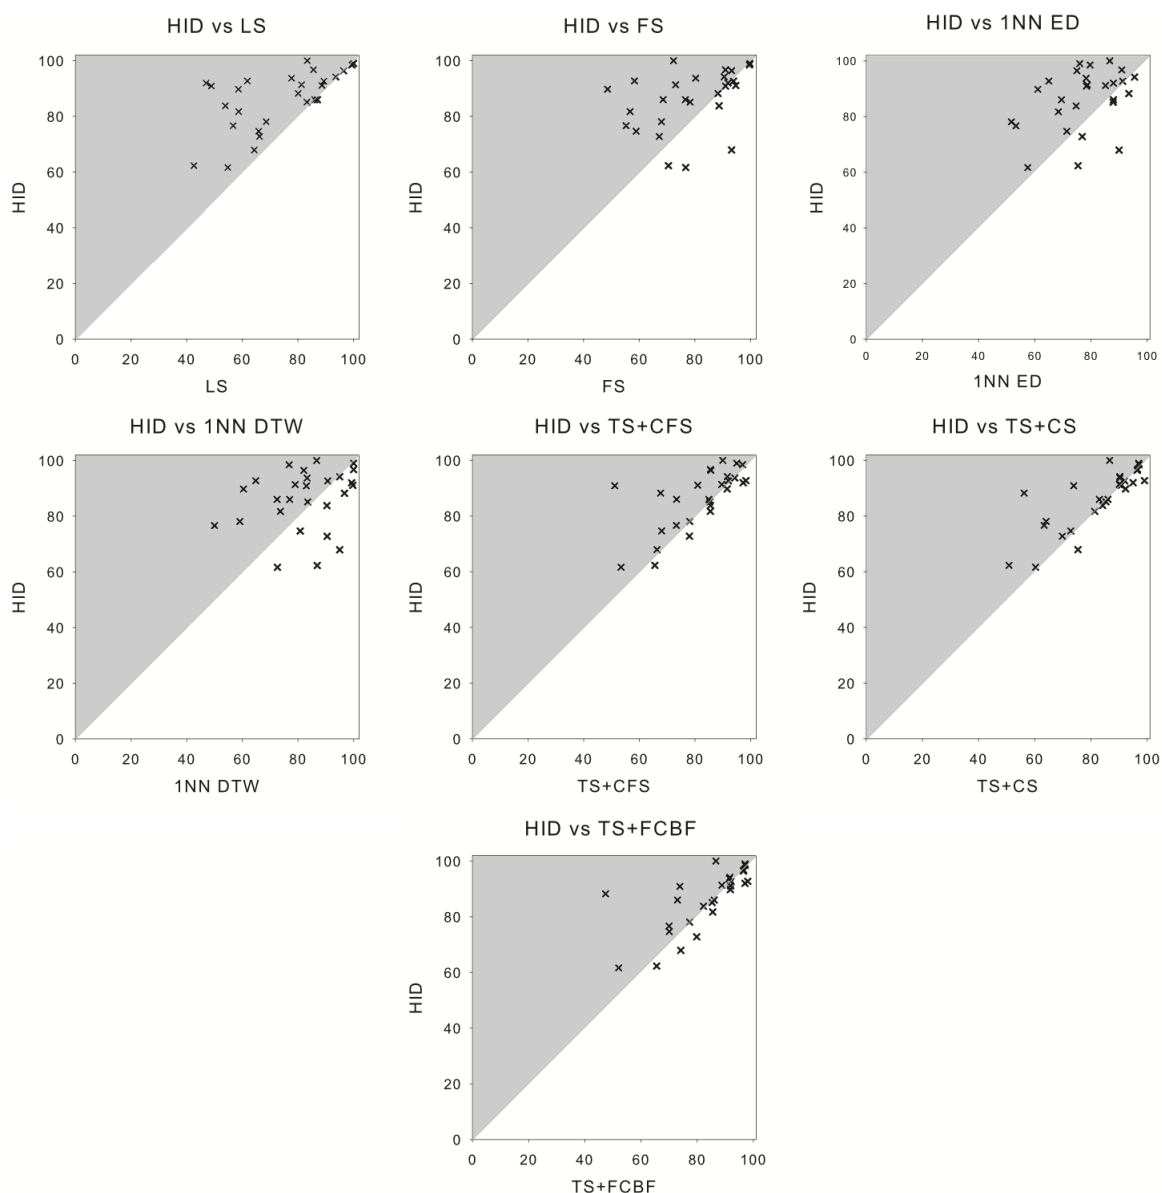 HID vs LS
100
80
60
40
20
0
HID
0 20 40 60 80 100
LS
HID vs FS
100
80
60
40
20
0
HID
0 20 40 60 80 100
FS
HID vs 1NN ED
100
80
60
40
20
0
HID
0 20 40 60 80 100
1NN ED
HID vs 1NN DTW
100
80
60
40
20
0
HID
0 20 40 60 80 100
1NN DTW
HID vs TS+CFS
100
80
60
40
20
0
HID
0 20 40 60 80 100
TS+CFS
HID vs TS+CS
100
80
60
40
20
0
HID
0 20 40 60 80 100
TS+CS
HID vs TS+FCBF
100
80
60
40
20
0
HID
0 20 40 60 80 100
TS+FCBF